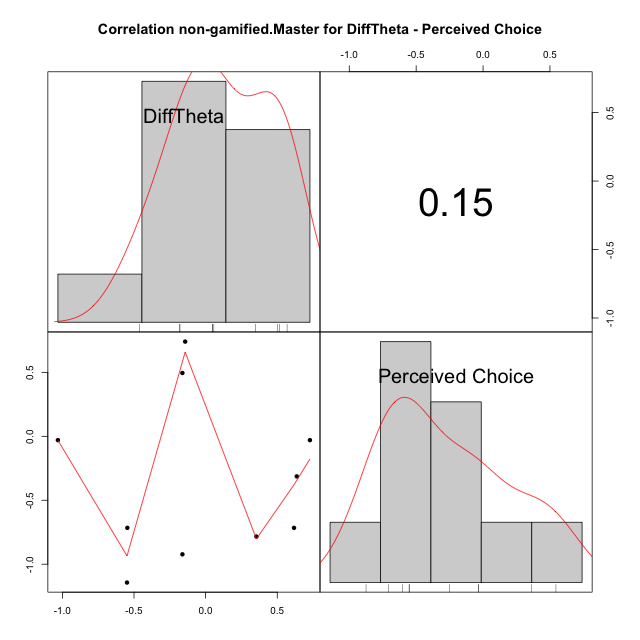 Correlation non-gamified.Master for DiffTheta - Perceived Choice
-1.0 -0.5 0.0 0.5
DiffTheta
0.15
0.5
0.0
-0.5
-1.0
Perceived Choice
0.5
0.0
-0.5
-1.0
-1.0 -0.5 0.0 0.5